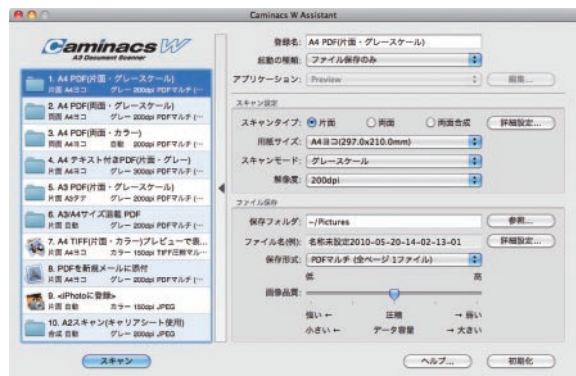 Caminacs W Assistant
Caminacs W
A3 Document Scanner
1. A4 PDF(片面・グレースケール)
片面 A4ヨコ グレー 200dpi PDFマルチ (…
2. A4 PDF(両面・グレースケール)
両面 A4ヨコ グレー 200dpi PDFマルチ (…
3. A4 PDF(両面・カラー)
両面 A4ヨコ 自動 200dpi PDFマルチ (…
4. A4 テキスト付きPDF(片面・グレー)
片面 A4ヨコ グレー 300dpi PDFマルチ (…
5. A3 PDF(片面・グレースケール)
片面 A3タテ グレー 200dpi PDFマルチ (…
6. A3/A4サイズ混載 PDF
片面 自動 グレー 200dpi PDFマルチ (…
7. A4 TIFF(片面・カラー)プレビューで表...
片面 A4ヨコ カラー 150dpi TIFF圧縮マル…
8. PDFを新規メールに添付
片面 A4ヨコ グレー 200dpi PDFマルチ (…
9. <iPhotoに登録>
片面 自動 カラー 150dpi JPEG
10. A2スキャン(キャリアシート使用)
合成 自動 グレー 200dpi JPEG
スキャン
登録名: A4 PDF(片面・グレースケール)
起動の種類: ファイル保存のみ
アプリケーション: Preview 編集...
スキャン設定
スキャンタイプ: 片面 両面 両面合成 詳細設定...
用紙サイズ: A4ヨコ(297.0x210.0mm)
スキャンモード: グレースケール
解像度: 200dpi
ファイル保存
保存フォルダ: ~/Pictures 参照...
ファイル名(例): 名称未設定2010-05-20-14-02-13-01 詳細設定...
保存形式: PDFマルチ (全ページ 1ファイル)
低 高
画像品質:
強い ← 圧縮 → 弱い
小さい ← データ容量 → 大きい
ヘルプ... 初期化